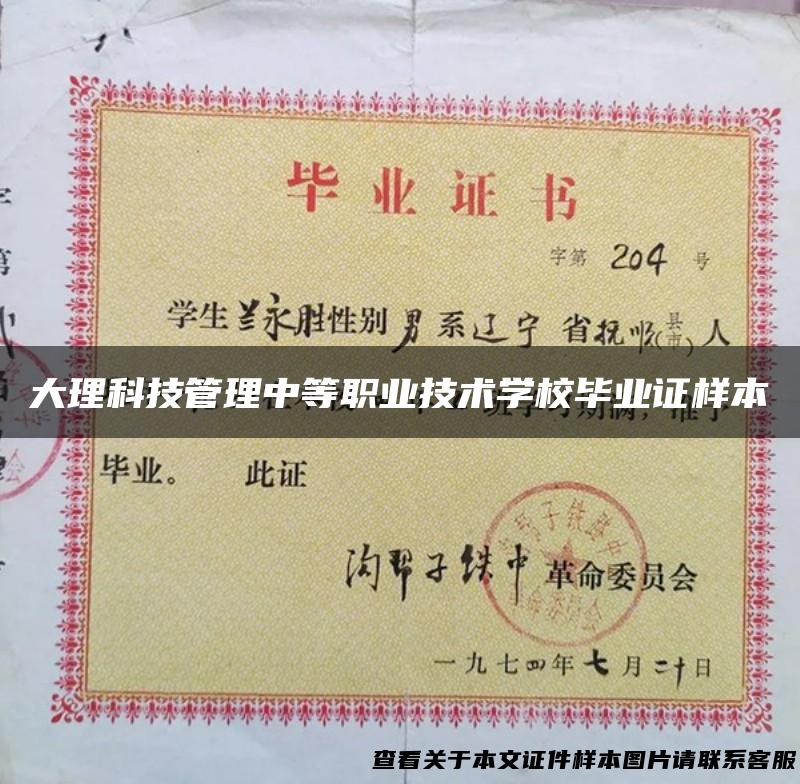 毕业证书
字第 204 号
学生兰永胜性别男系辽宁省抚顺(县市)人
大理科技管理中等职业技术学校毕业证样本
毕业。 此证
沟帮子铁中革命委员会
一九七四年七月二十日
查看关于本文证件样本图片请联系客服